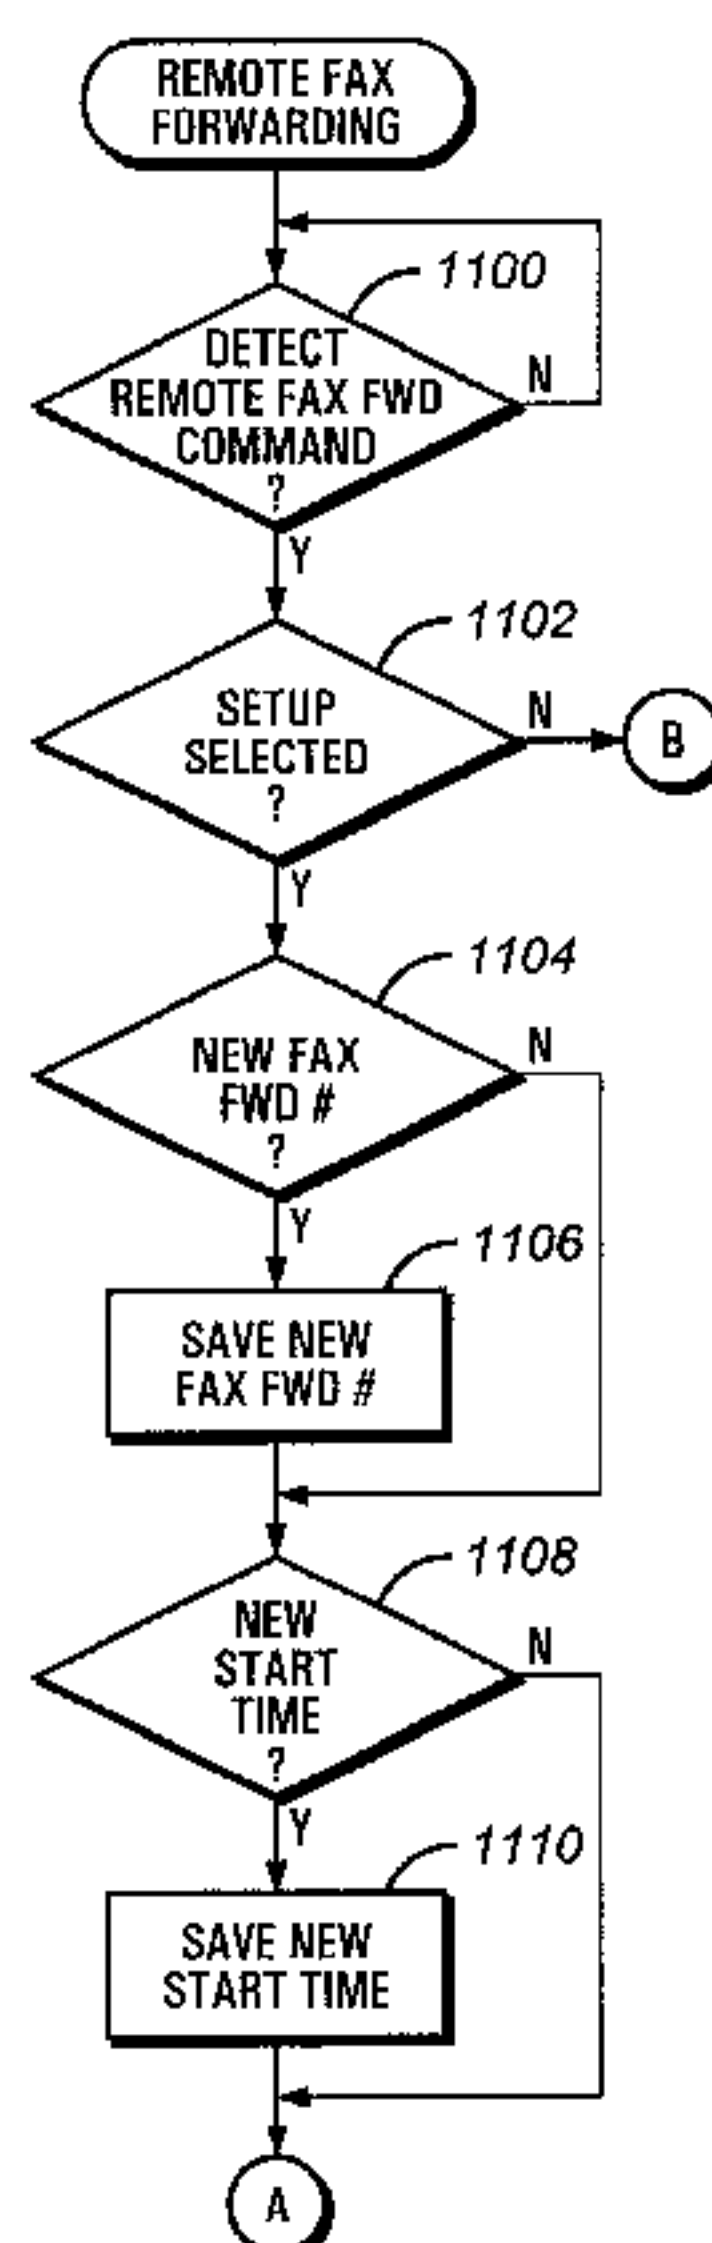 REMOTE FAX
FORWARDING
1100
DETECT
REMOTE FAX FWD
COMMAND
?
N
Y
1102
SETUP
SELECTED
?
N
B
Y
1104
NEW FAX
FWD #
?
N
Y
1106
SAVE NEW
FAX FWD #
1108
NEW
START
TIME
?
N
Y
1110
SAVE NEW
START TIME
A